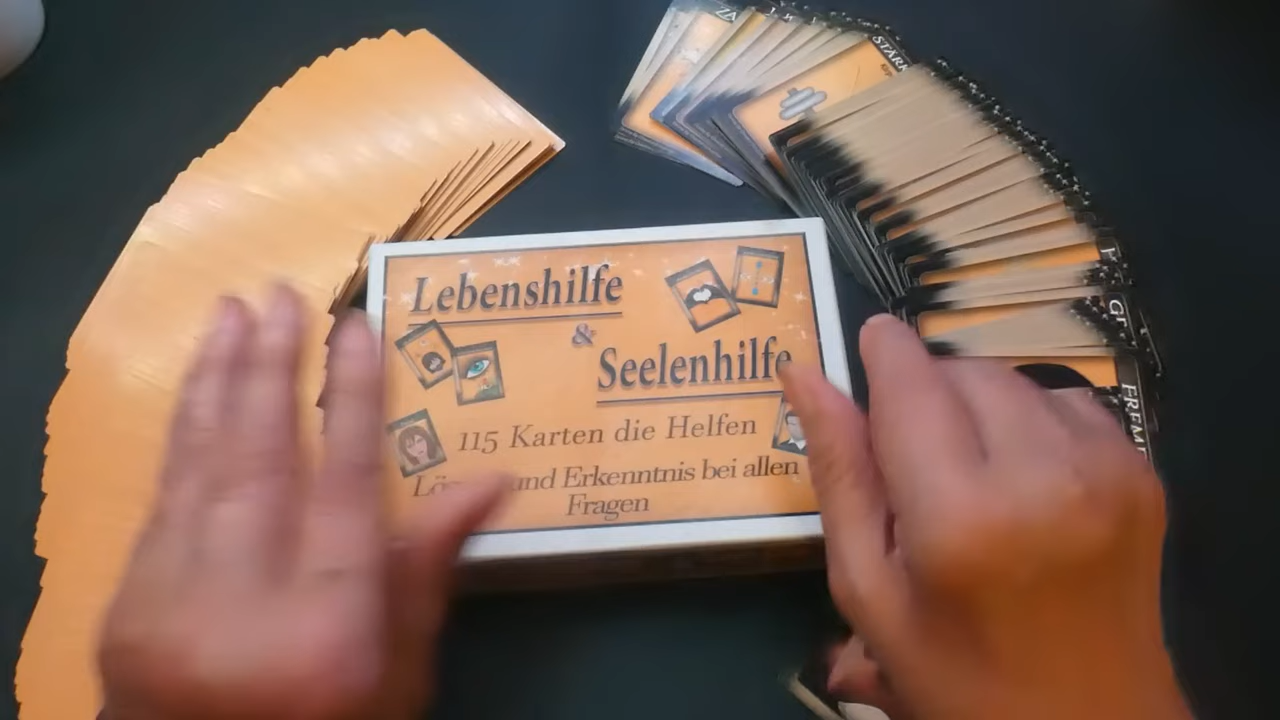 Lebenshilfe
&
Seelenhilfe
115 Karten die Helfen
und Erkenntnis bei allen
Fragen